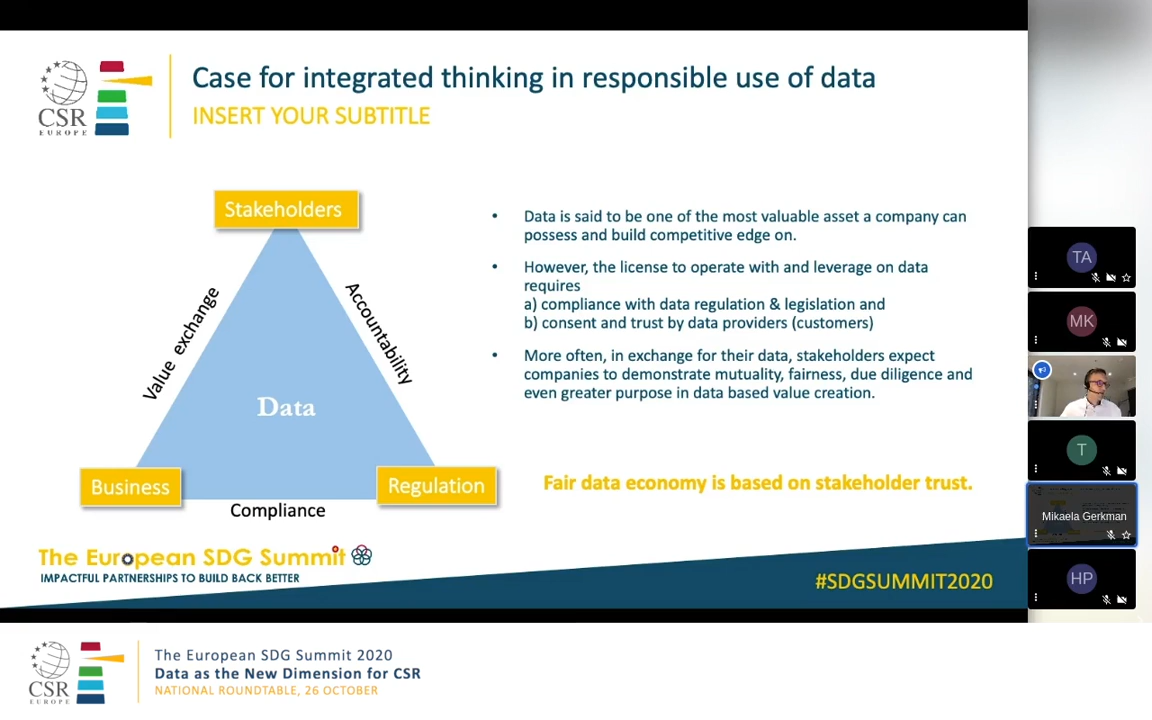 CSR
EUROPE
Case for integrated thinking in responsible use of data
INSERT YOUR SUBTITLE
Stakeholders
Value exchange
Accountability
Data
Business
Regulation
Compliance
• Data is said to be one of the most valuable asset a company can
possess and build competitive edge on.
• However, the license to operate with and leverage on data
requires
a) compliance with data regulation & legislation and
b) consent and trust by data providers (customers)
• More often, in exchange for their data, stakeholders expect
companies to demonstrate mutuality, fairness, due diligence and
even greater purpose in data based value creation.
Fair data economy is based on stakeholder trust.
The European SDG Summit
IMPACTFUL PARTNERSHIPS TO BUILD BACK BETTER
#SDGSUMMIT2020
TA
MK
T
Mikaela Gerkman
HP
CSR
EUROPE
The European SDG Summit 2020
Data as the New Dimension for CSR
NATIONAL ROUNDTABLE, 26 OCTOBER